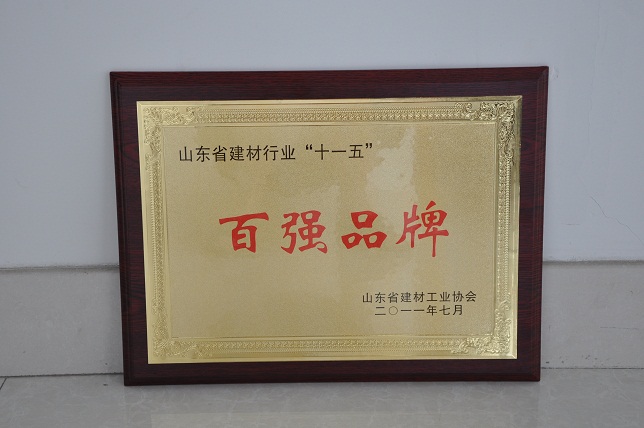 山东省建材行业“十一五”
百强品牌
山东省建材工业协会
二〇一一年七月